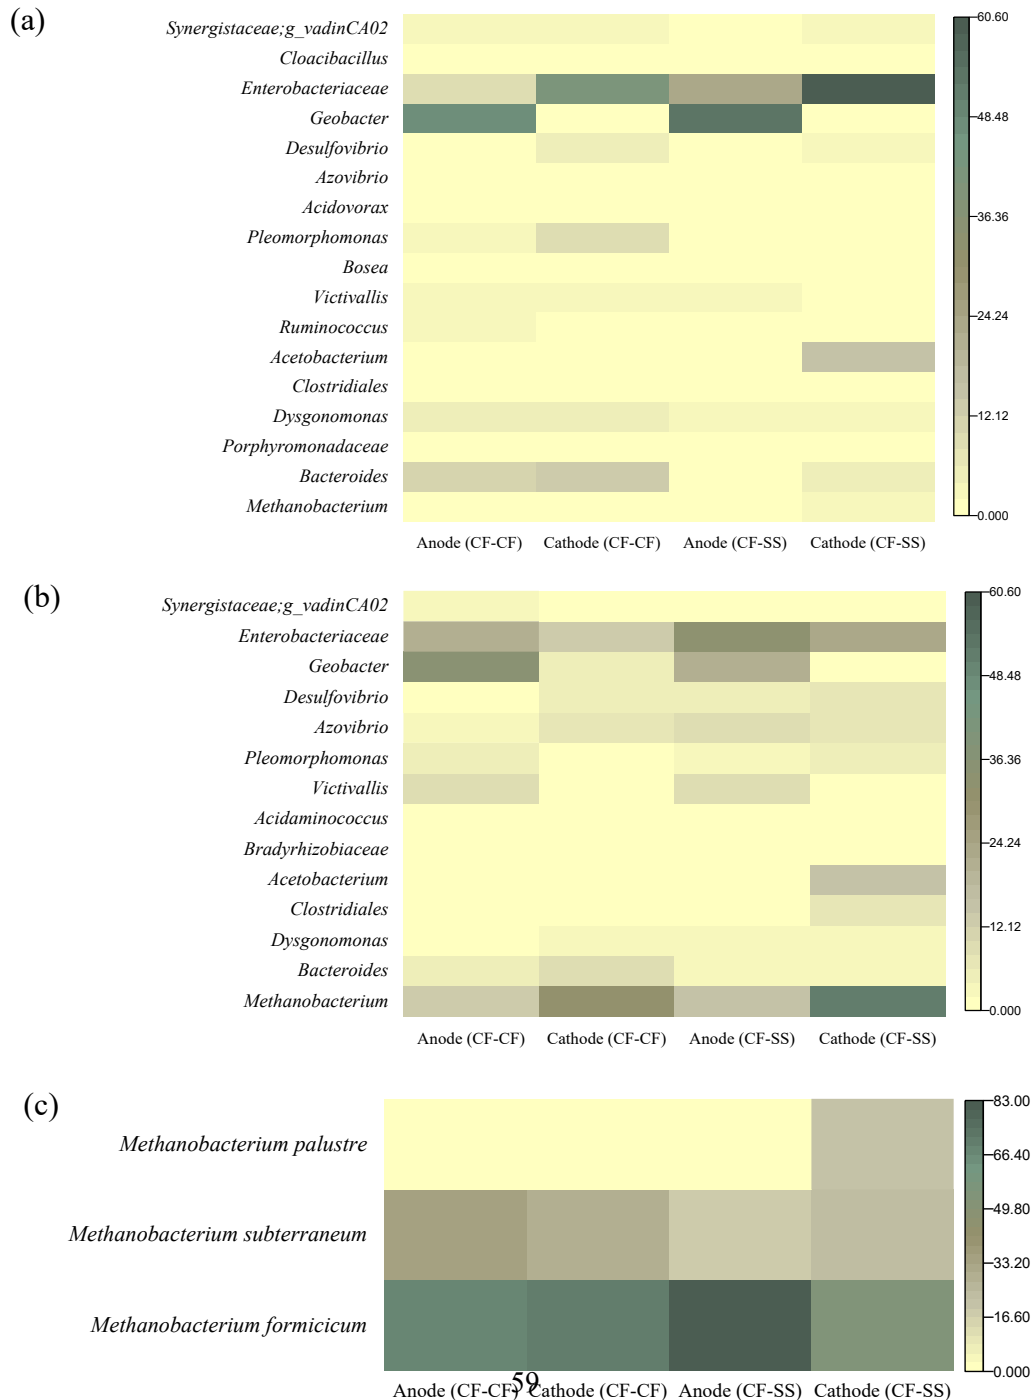 (a)
Synergistaceae;g_vadinCA02
Cloacibacillus
Enterobacteriaceae
Geobacter
Desulfovibrio
Azovibrio
Acidovorax
Pleomorphomonas
Bosea
Victivallis
Ruminococcus
Acetobacterium
Clostridiales
Dysgonomonas
Porphyromonadaceae
Bacteroides
Methanobacterium
60.60
48.48
36.36
24.24
12.12
0.000
Anode (CF-CF) Cathode (CF-CF) Anode (CF-SS) Cathode (CF-SS)
(b)
Synergistaceae;g_vadinCA02
Enterobacteriaceae
Geobacter
Desulfovibrio
Azovibrio
Pleomorphomonas
Victivallis
Acidaminococcus
Bradyrhizobiaceae
Acetobacterium
Clostridiales
Dysgonomonas
Bacteroides
Methanobacterium
60.60
48.48
36.36
24.24
12.12
0.000
Anode (CF-CF) Cathode (CF-CF) Anode (CF-SS) Cathode (CF-SS)
(c)
Methanobacterium palustre
Methanobacterium subterraneum
Methanobacterium formicicum
83.00
66.40
49.80
33.20
16.60
0.000
Anode (CF-CF) Cathode (CF-CF) Anode (CF-SS) Cathode (CF-SS)
59